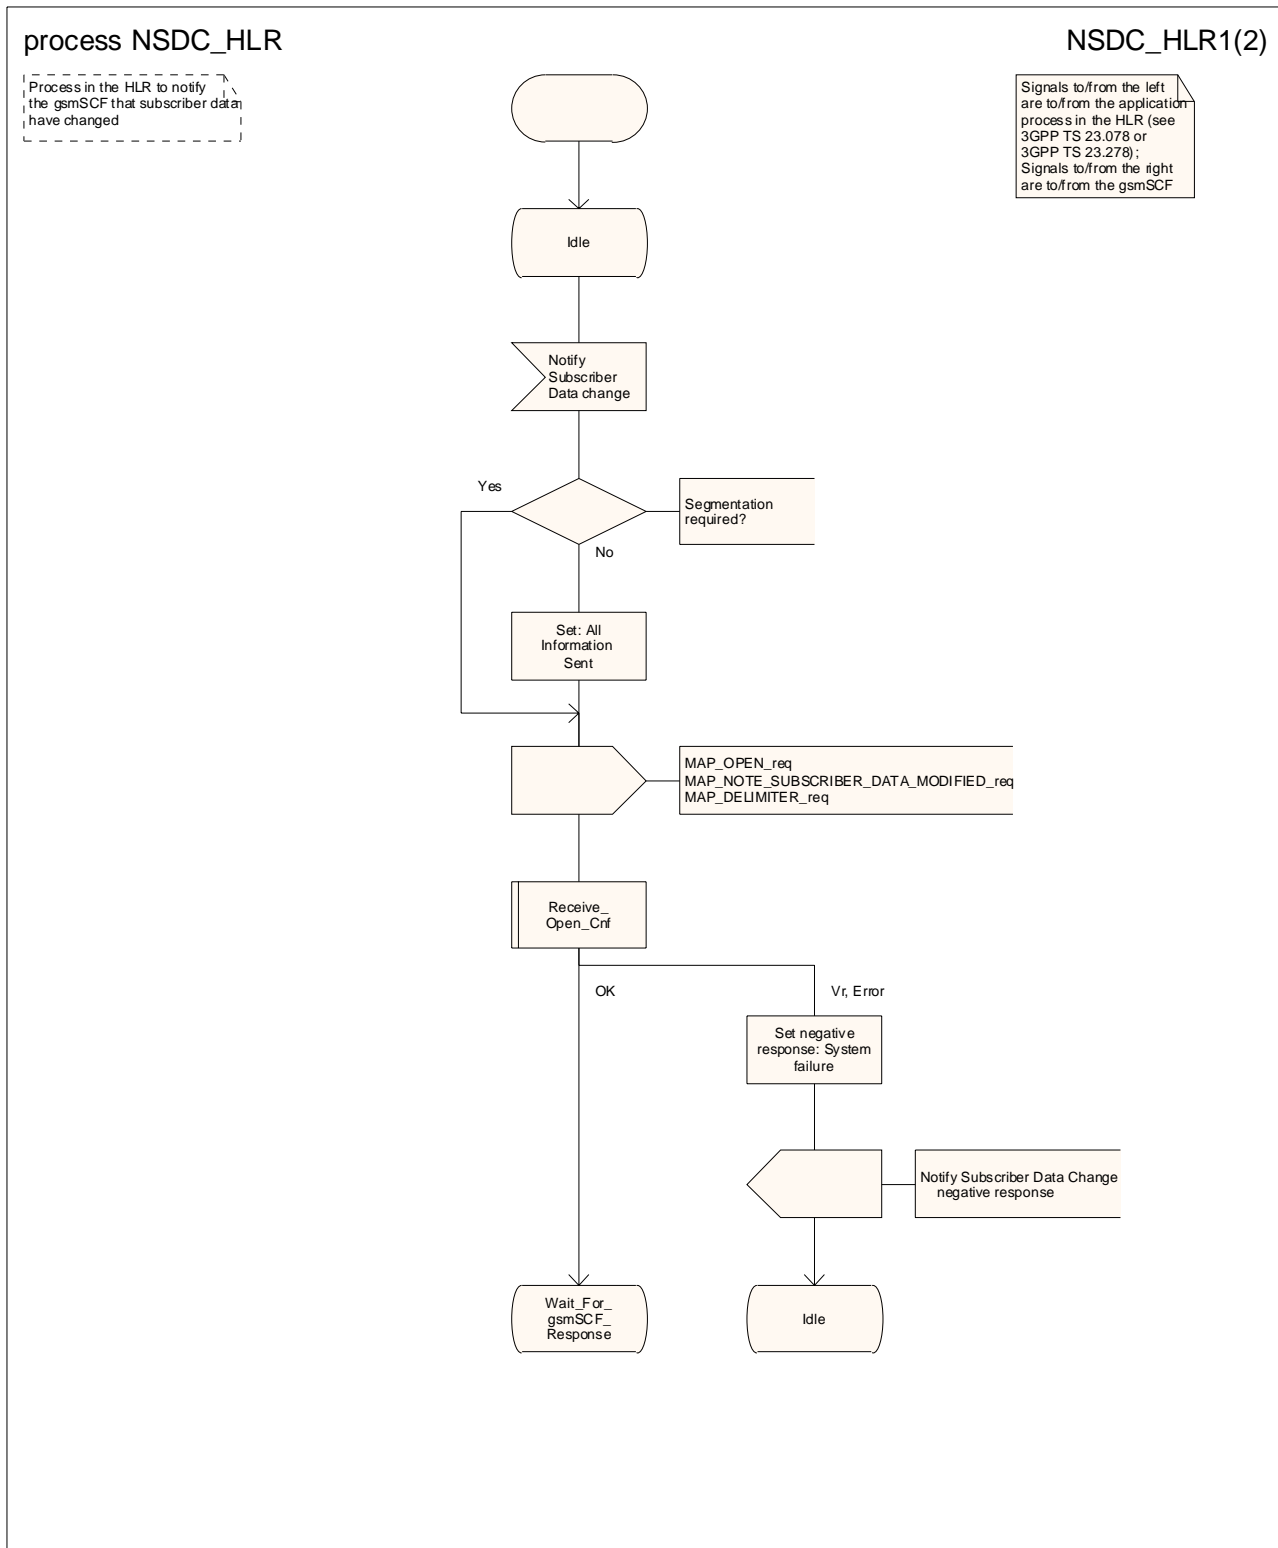 process NSDC_HLR
NSDC_HLR1(2)
Process in the HLR to notify
the gsmSCF that subscriber data
have changed
Signals to/from the left
are to/from the application
process in the HLR (see
3GPP TS 23.078 or
3GPP TS 23.278);
Signals to/from the right
are to/from the gsmSCF
Idle
Notify
Subscriber
Data change
Yes
Segmentation
required?
No
Set: All
Information
Sent
MAP_OPEN_req
MAP_NOTE_SUBSCRIBER_DATA_MODIFIED_req
MAP_DELIMITER_req
Receive_
Open_Cnf
OK
Vr, Error
Set negative
response: System
failure
Notify Subscriber Data Change
negative response
Wait_For_
gsmSCF_
Response
Idle